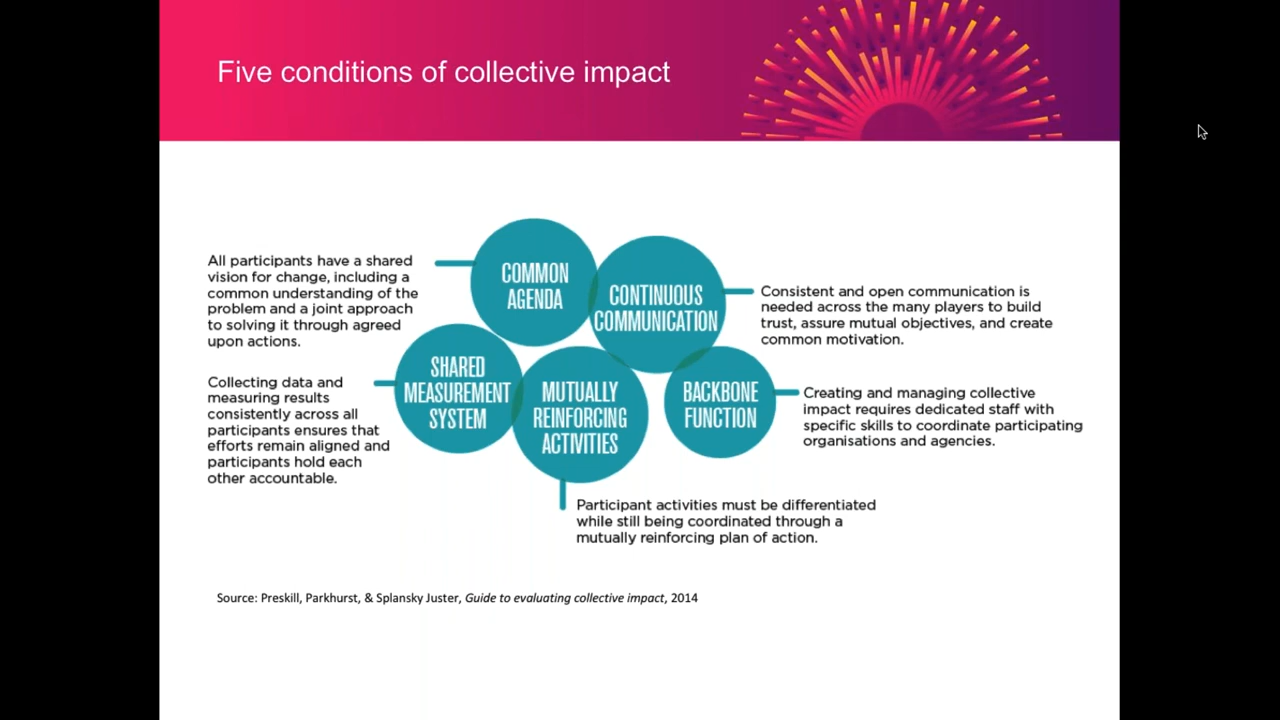 Five conditions of collective impact
COMMON
AGENDA
All participants have a shared
vision for change, including a
common understanding of the
problem and a joint approach
to solving it through agreed
upon actions.
CONTINUOUS
COMMUNICATION
Consistent and open communication is
needed across the many players to build
trust, assure mutual objectives, and create
common motivation.
SHARED
MEASUREMENT
SYSTEM
Collecting data and
measuring results
consistently across all
participants ensures that
efforts remain aligned and
participants hold each
other accountable.
MUTUALLY
REINFORCING
ACTIVITIES
Participant activities must be differentiated
while still being coordinated through a
mutually reinforcing plan of action.
BACKBONE
FUNCTION
Creating and managing collective
impact requires dedicated staff with
specific skills to coordinate participating
organisations and agencies.
Source: Preskill, Parkhurst, & Splansky Juster, Guide to evaluating collective impact, 2014